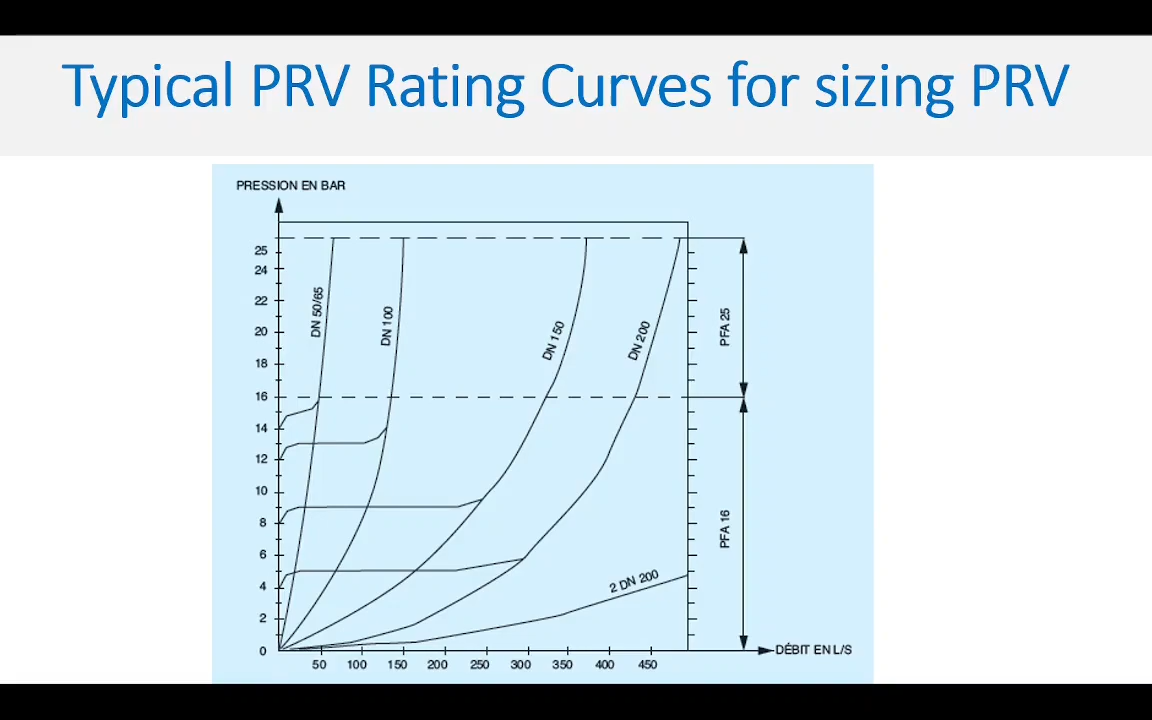 Typical PRV Rating Curves for sizing PRV
PRESSION EN BAR
25
24
22
20
18
16
14
12
10
8
6
4
2
0
DN 50/65
DN 100
DN 150
DN 200
2 DN 200
PFA 25
PFA 16
50 100 150 200 250 300 350 400 450
DÉBIT EN L/S